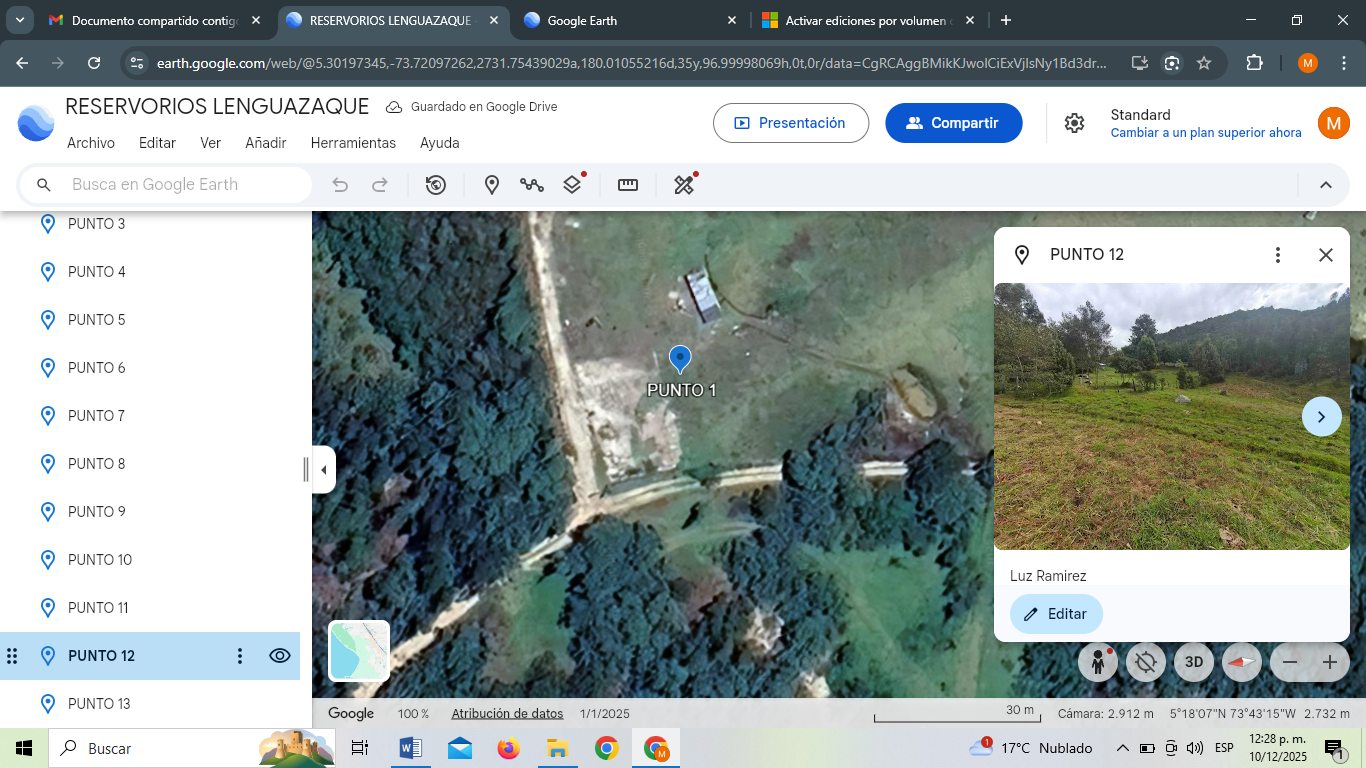 Documento compartido contig
RESERVORIOS LENGUAZAQUE
Google Earth
Activar ediciones por volumen
earth.google.com/web/@5.30197345,-73.72097262,2731.75439029a,180.01055216d,35y,96.99998069h,0t,0r/data=CgRCAggBMikKJwolCiExVjlsNy1Bd3dr...
M
RESERVORIOS LENGUAZAQUE
Guardado en Google Drive
Archivo Editar Ver Añadir Herramientas Ayuda
Presentación
Compartir
Standard
Cambiar a un plan superior ahora
M
Busca en Google Earth
PUNTO 3
PUNTO 4
PUNTO 5
PUNTO 6
PUNTO 7
PUNTO 8
PUNTO 9
PUNTO 10
PUNTO 11
PUNTO 12
PUNTO 13
PUNTO 1
PUNTO 12
Luz Ramirez
Editar
3D
Google 100 % Atribución de datos 1/1/2025 30 m Cámara: 2.912 m 5°18'07"N 73°43'15"W 2.732 m
Buscar
M
1
17°C Nublado
ESP
12:28 p. m.
10/12/2025
1